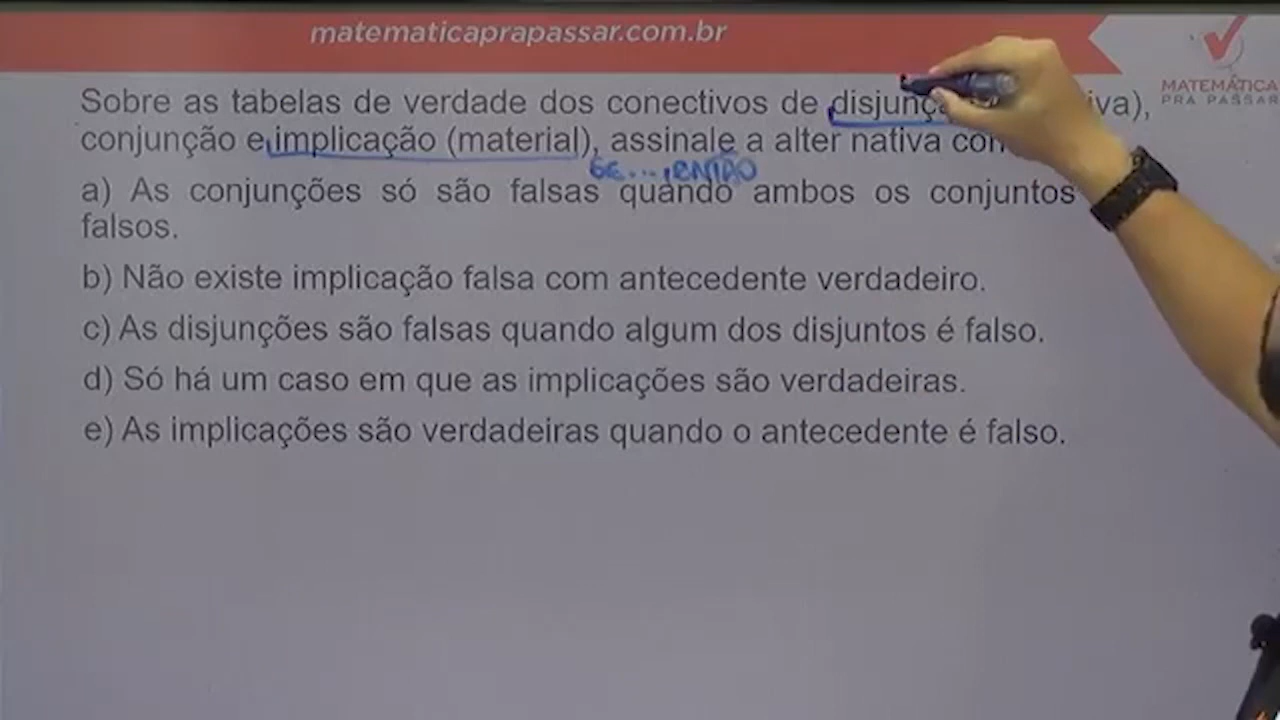 matematicaprapassar.com.br
MATEMÁTICA
PRA PASSAR
Sobre as tabelas de verdade dos conectivos de
conjunção e implicação (material), assinale a alter nativa
SE...,ENTÃO
a) As conjunções só são falsas quando ambos os conjuntos
falsos.
b) Não existe implicação falsa com antecedente verdadeiro.
c) As disjunções são falsas quando algum dos disjuntos é falso.
d) Só há um caso em que as implicações são verdadeiras.
e) As implicações são verdadeiras quando o antecedente é falso.